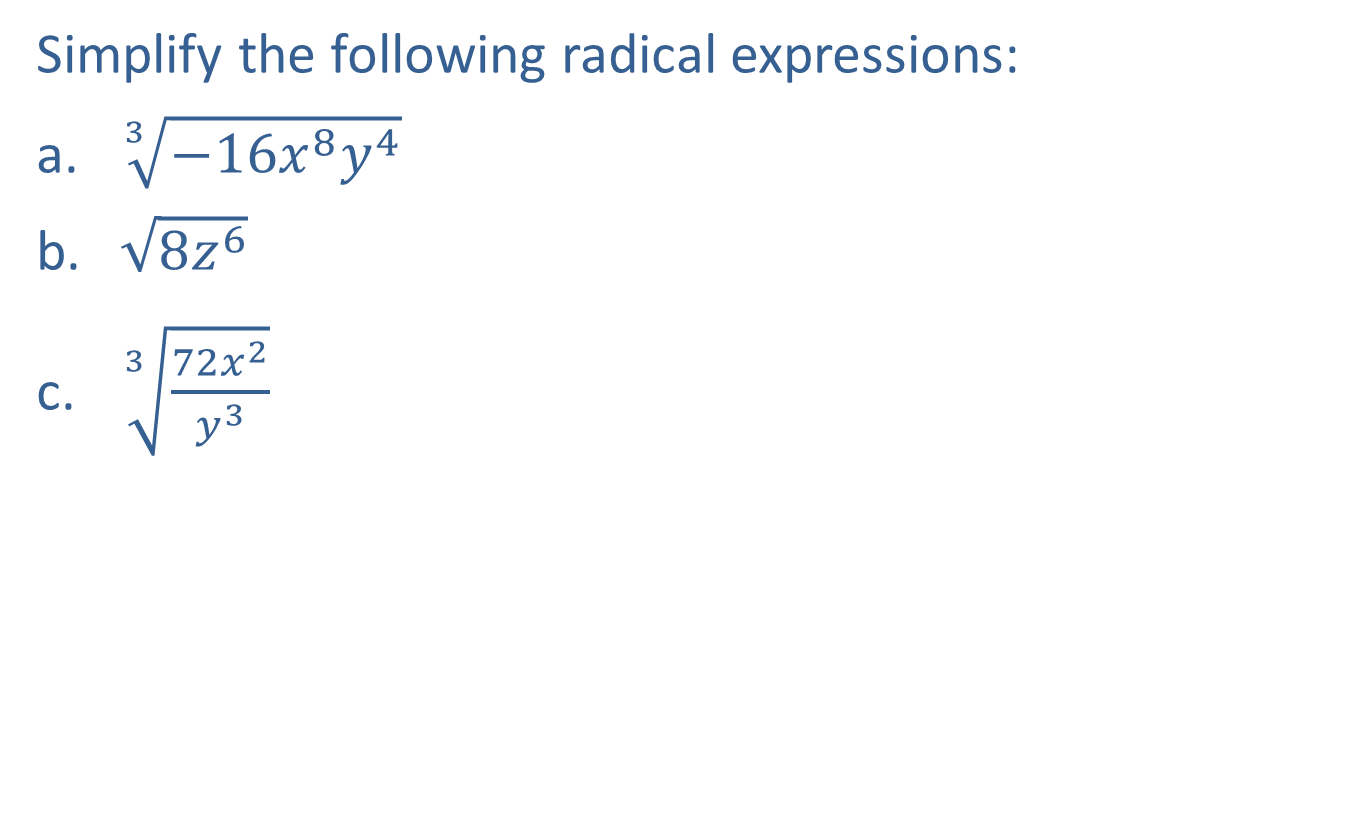 Simplify the following radical expressions:
a. ∛(−16x⁸y⁴)
b. √(8z⁶)
c. ∛(72x²/y³)